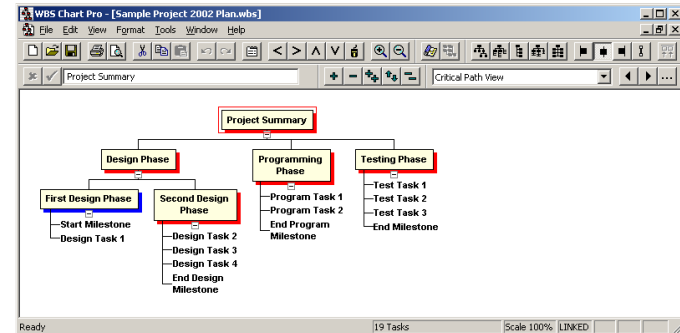 WBS Chart Pro - [Sample Project 2002 Plan.wbs]
File Edit View Format Tools Window Help
Project Summary
Critical Path View
Project Summary
Design Phase
Programming
Phase
Testing Phase
First Design Phase
Second Design
Phase
Start Milestone
Design Task 1
Design Task 2
Design Task 3
Design Task 4
End Design
Milestone
Program Task 1
Program Task 2
End Program
Milestone
Test Task 1
Test Task 2
Test Task 3
End Milestone
Ready
19 Tasks
Scale 100%
LINKED